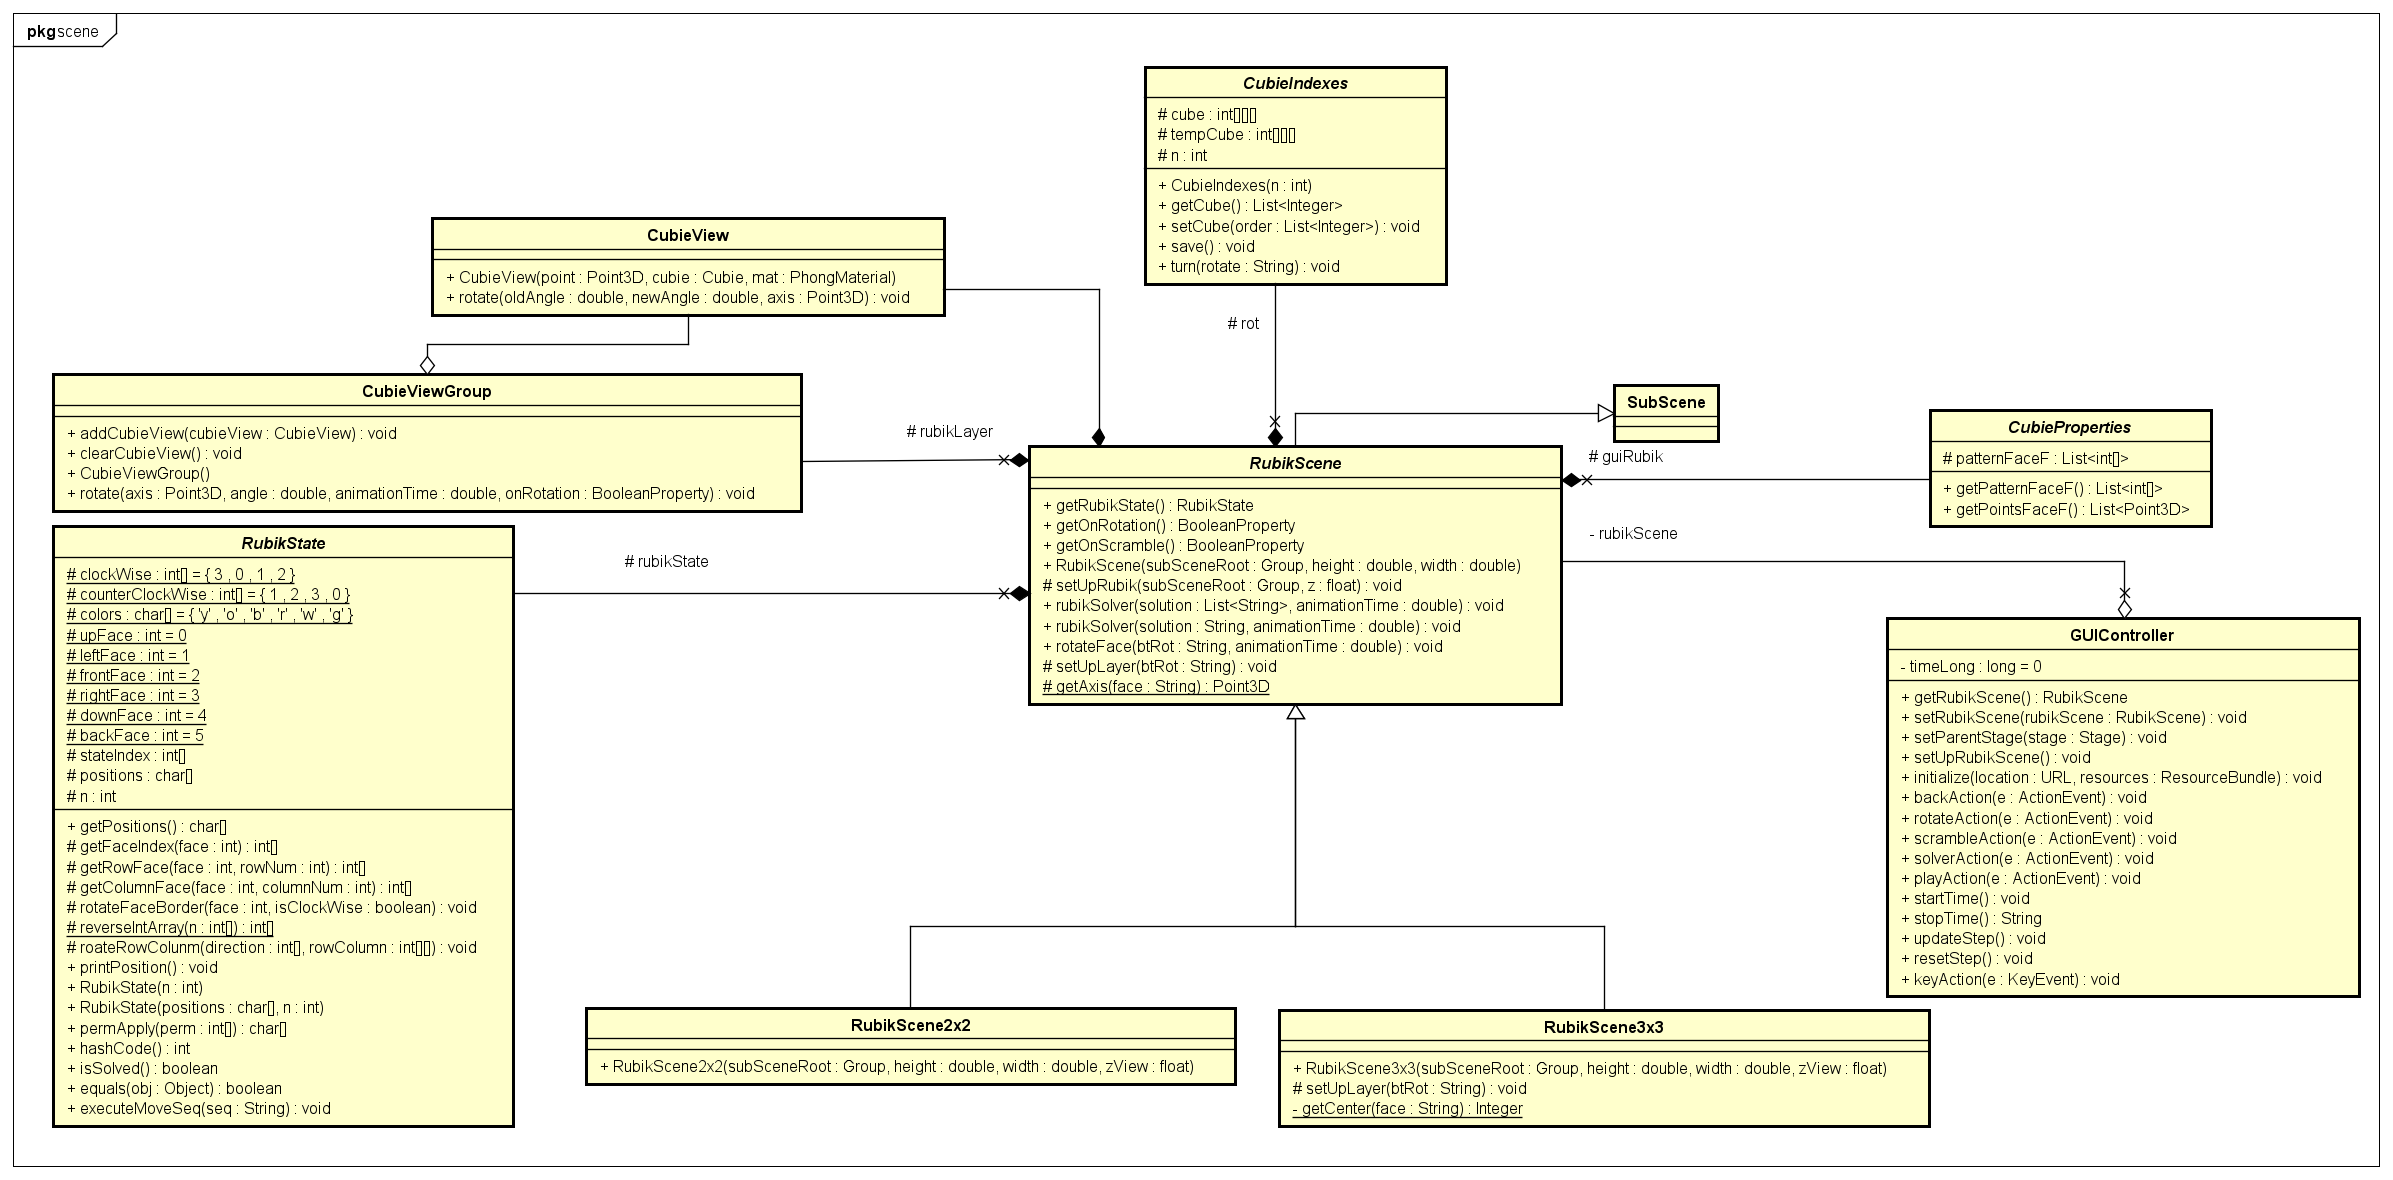 pkg scene
CubieIndexes
# cube : int[][][]
# tempCube : int[][][]
# n : int
+ CubieIndexes(n : int)
+ getCube() : List<Integer>
+ setCube(order : List<Integer>) : void
+ save() : void
+ turn(rotate : String) : void
CubieView
+ CubieView(point : Point3D, cubie : Cubie, mat : PhongMaterial)
+ rotate(oldAngle : double, newAngle : double, axis : Point3D) : void
# rot
CubieViewGroup
+ addCubieView(cubieView : CubieView) : void
+ clearCubieView() : void
+ CubieViewGroup()
+ rotate(axis : Point3D, angle : double, animationTime : double, onRotation : BooleanProperty) : void
# rubikLayer
SubScene
# guiRubik
CubieProperties
# patternFaceF : List<int[]>
+ getPatternFaceF() : List<int[]>
+ getPointsFaceF() : List<Point3D>
RubikScene
+ getRubikState() : RubikState
+ getOnRotation() : BooleanProperty
+ getOnScramble() : BooleanProperty
+ RubikScene(subSceneRoot : Group, height : double, width : double)
# setUpRubik(subSceneRoot : Group, z : float) : void
+ rubikSolver(solution : List<String>, animationTime : double) : void
+ rubikSolver(solution : String, animationTime : double) : void
+ rotateFace(btRot : String, animationTime : double) : void
# setUpLayer(btRot : String) : void
# getAxis(face : String) : Point3D
- rubikScene
# rubikState
RubikState
# clockWise : int[] = { 3 , 0 , 1 , 2 }
# counterClockWise : int[] = { 1 , 2 , 3 , 0 }
# colors : char[] = { 'y' , 'o' , 'b' , 'r' , 'w' , 'g' }
# upFace : int = 0
# leftFace : int = 1
# frontFace : int = 2
# rightFace : int = 3
# downFace : int = 4
# backFace : int = 5
# stateIndex : int[]
# positions : char[]
# n : int
+ getPositions() : char[]
# getFaceIndex(face : int) : int[]
# getRowFace(face : int, rowNum : int) : int[]
# getColumnFace(face : int, columnNum : int) : int[]
# rotateFaceBorder(face : int, isClockWise : boolean) : void
# reverseIntArray(n : int[]) : int[]
# roateRowColunm(direction : int[], rowColumn : int[][]) : void
+ printPosition() : void
+ RubikState(n : int)
+ RubikState(positions : char[], n : int)
+ permApply(perm : int[]) : char[]
+ hashCode() : int
+ isSolved() : boolean
+ equals(obj : Object) : boolean
+ executeMoveSeq(seq : String) : void
GUIController
- timeLong : long = 0
+ getRubikScene() : RubikScene
+ setRubikScene(rubikScene : RubikScene) : void
+ setParentStage(stage : Stage) : void
+ setUpRubikScene() : void
+ initialize(location : URL, resources : ResourceBundle) : void
+ backAction(e : ActionEvent) : void
+ rotateAction(e : ActionEvent) : void
+ scrambleAction(e : ActionEvent) : void
+ solverAction(e : ActionEvent) : void
+ playAction(e : ActionEvent) : void
+ startTime() : void
+ stopTime() : String
+ updateStep() : void
+ resetStep() : void
+ keyAction(e : KeyEvent) : void
RubikScene2x2
+ RubikScene2x2(subSceneRoot : Group, height : double, width : double, zView : float)
RubikScene3x3
+ RubikScene3x3(subSceneRoot : Group, height : double, width : double, zView : float)
# setUpLayer(btRot : String) : void
- getCenter(face : String) : Integer